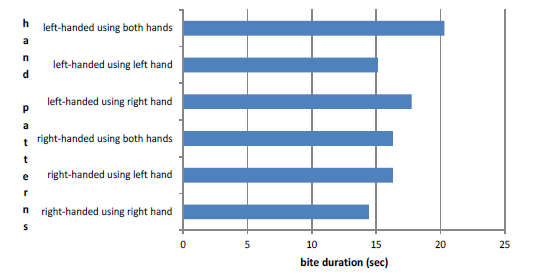 hand patterns
left-handed using both hands
left-handed using left hand
left-handed using right hand
right-handed using both hands
right-handed using left hand
right-handed using right hand
0 5 10 15 20 25
bite duration (sec)